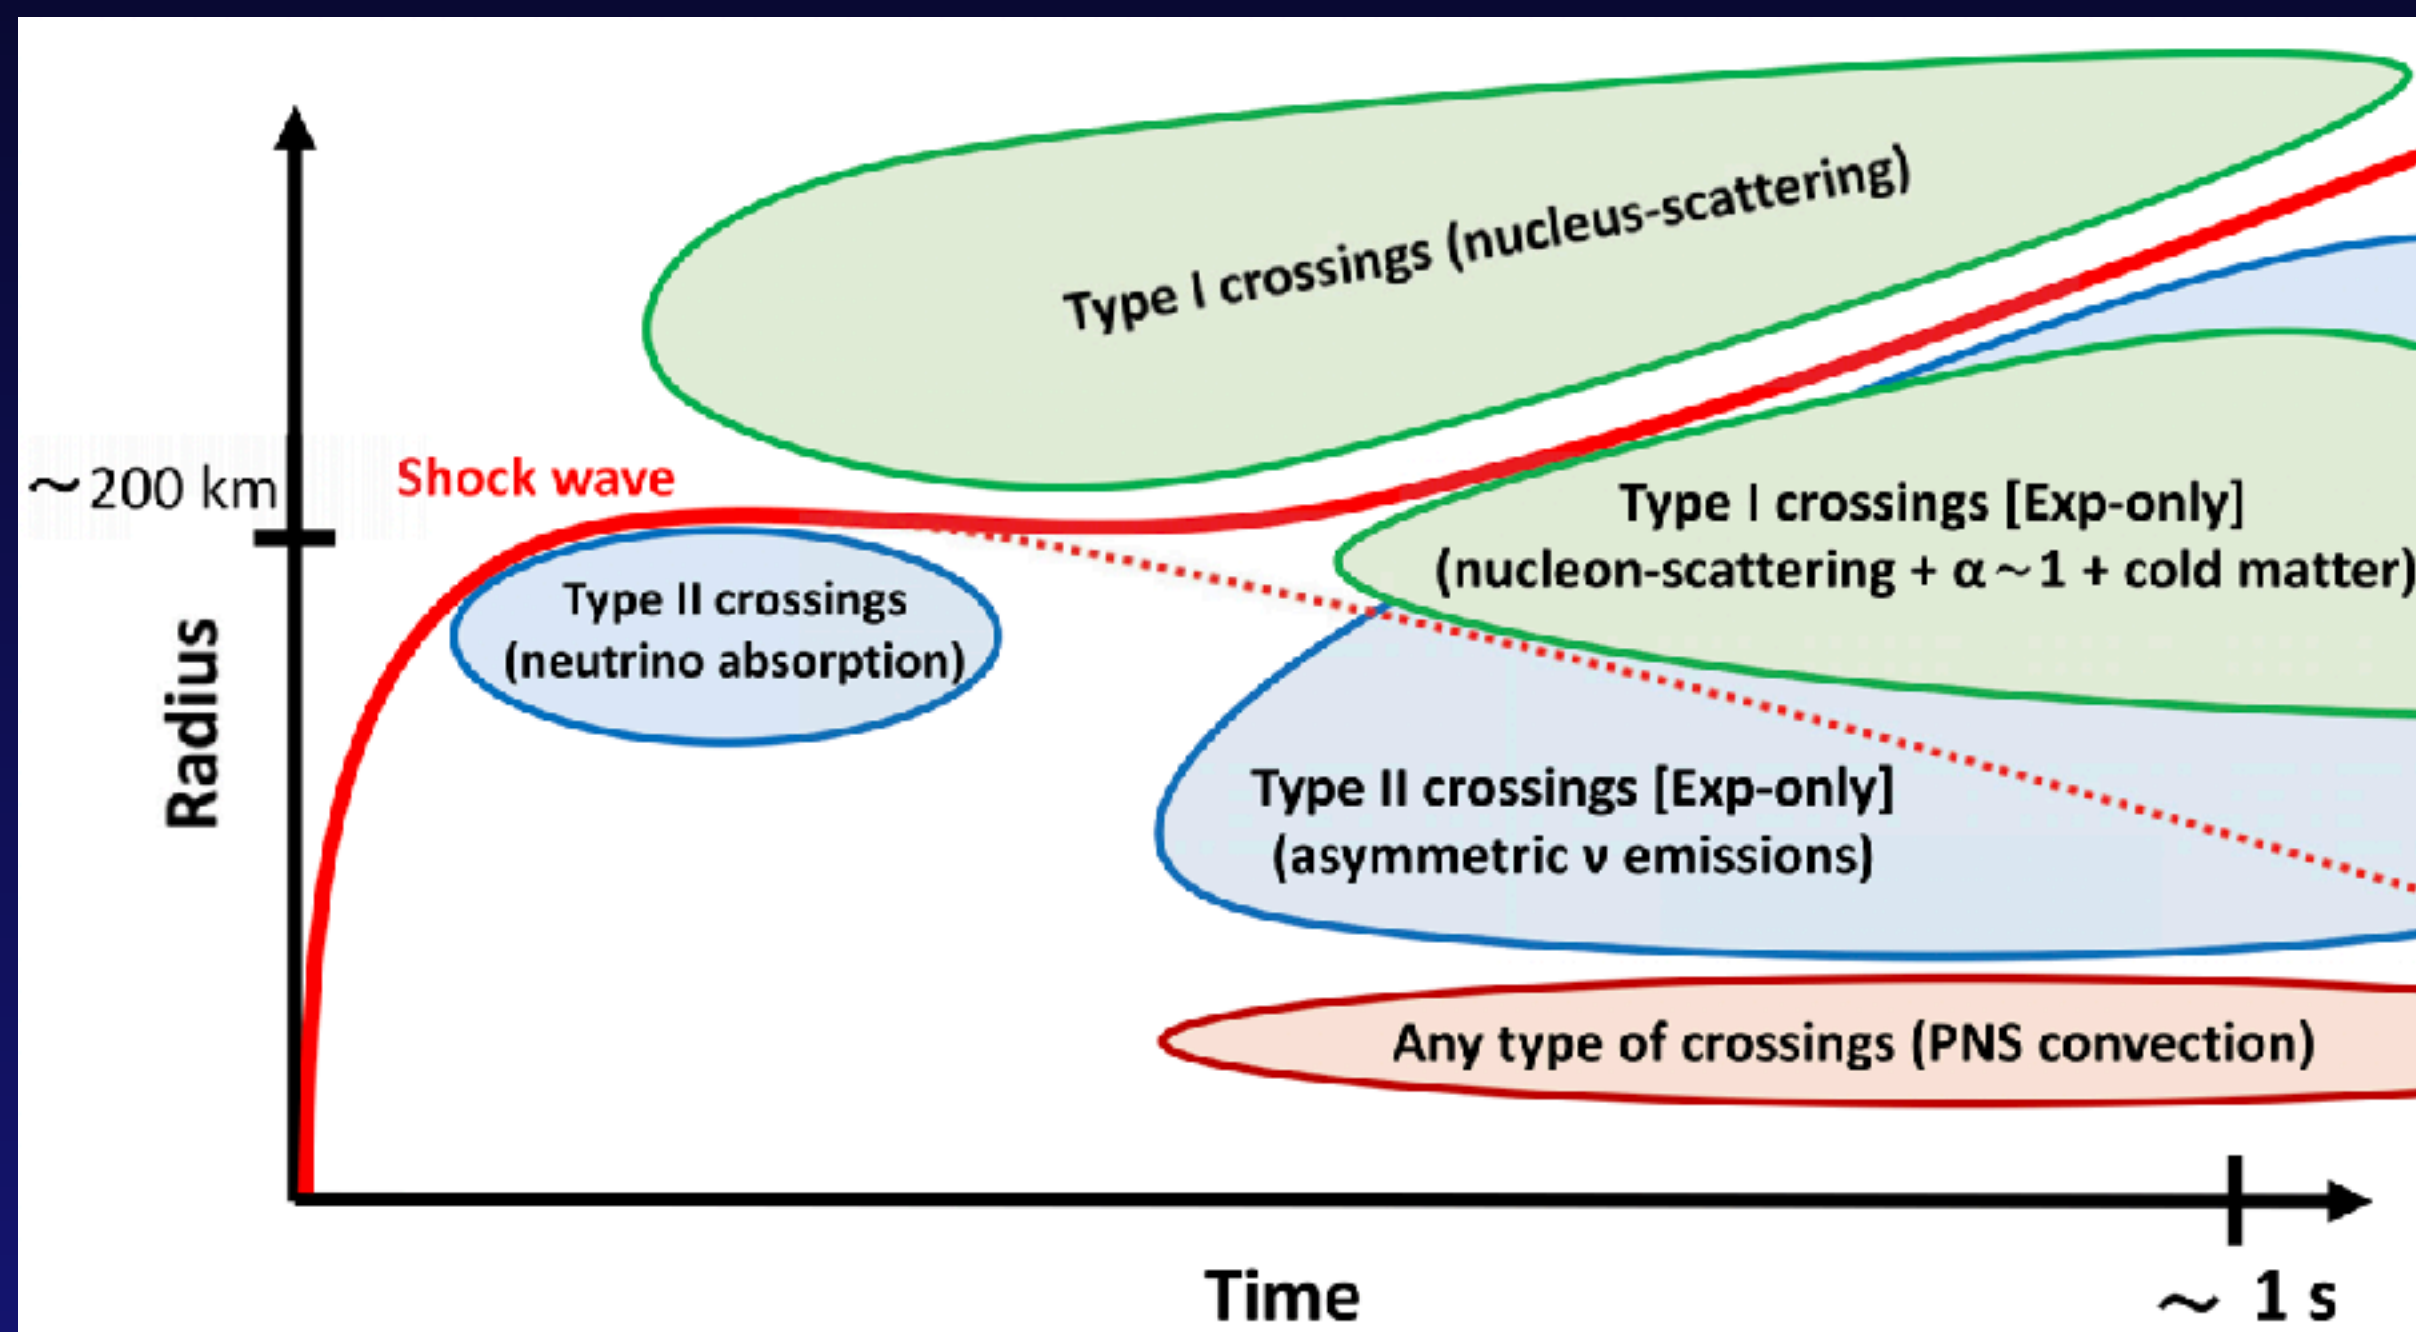 Type I crossings (nucleus-scattering)
~200 km
Shock wave
Type I crossings [Exp-only]
(nucleon-scattering + α~1 + cold matter)
Type II crossings
(neutrino absorption)
Radius
Type II crossings [Exp-only]
(asymmetric ν emissions)
Any type of crossings (PNS convection)
Time
~ 1 s